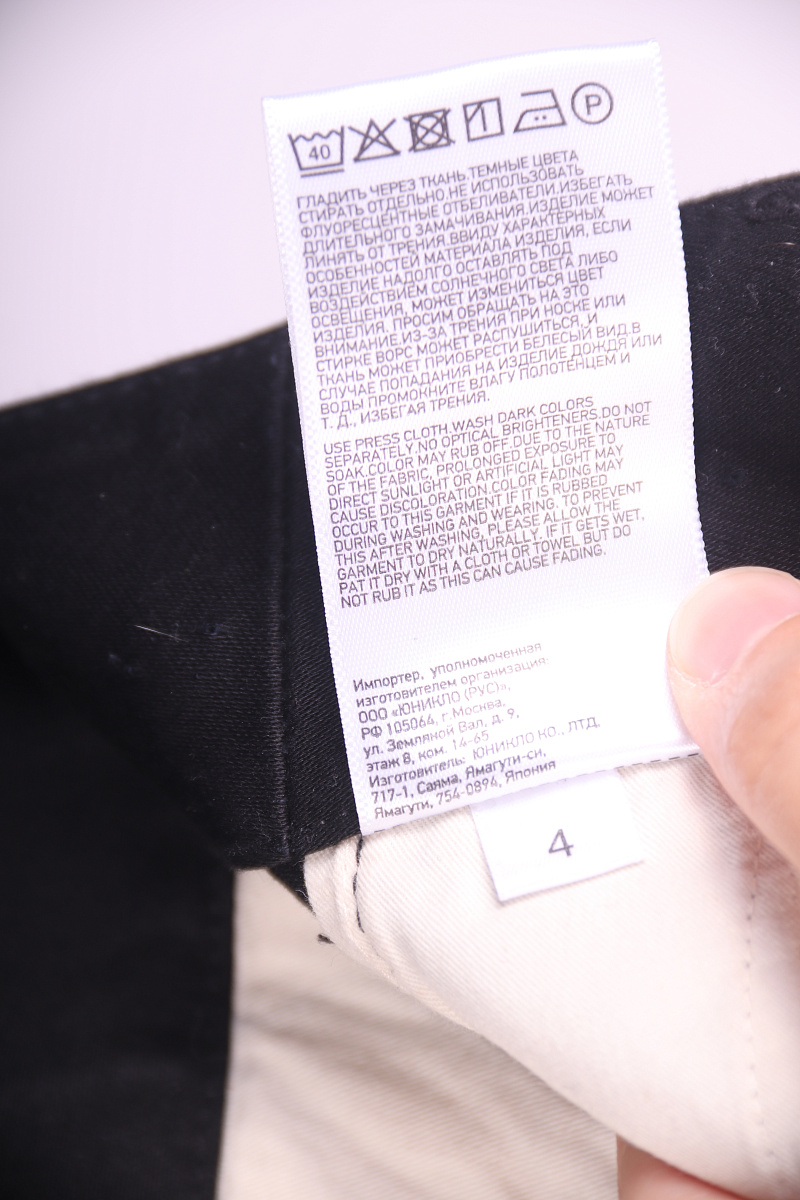 40
P
ГЛАДИТЬ ЧЕРЕЗ ТКАНЬ.ТЕМНЫЕ ЦВЕТА
СТИРАТЬ ОТДЕЛЬНО.НЕ ИСПОЛЬЗОВАТЬ
ФЛУОРЕСЦЕНТНЫЕ ОТБЕЛИВАТЕЛИ.ИЗБЕГАТЬ
ДЛИТЕЛЬНОГО ЗАМАЧИВАНИЯ.ИЗДЕЛИЕ МОЖЕТ
ЛИНЯТЬ ОТ ТРЕНИЯ.ВВИДУ ХАРАКТЕРНЫХ
ОСОБЕННОСТЕЙ МАТЕРИАЛА ИЗДЕЛИЯ, ЕСЛИ
ИЗДЕЛИЕ НАДОЛГО ОСТАВЛЯТЬ ПОД
ВОЗДЕЙСТВИЕМ СОЛНЕЧНОГО СВЕТА ЛИБО
ОСВЕЩЕНИЯ, МОЖЕТ ИЗМЕНИТЬСЯ ЦВЕТ
ИЗДЕЛИЯ. ПРОСИМ ОБРАЩАТЬ НА ЭТО
ВНИМАНИЕ.ИЗ-ЗА ТРЕНИЯ ПРИ НОСКЕ ИЛИ
СТИРКЕ ВОРС МОЖЕТ РАСПУШИТЬСЯ, И
ТКАНЬ МОЖЕТ ПРИОБРЕСТИ БЕЛЕСЫЙ ВИД.В
СЛУЧАЕ ПОПАДАНИЯ НА ИЗДЕЛИЕ ДОЖДЯ ИЛИ
ВОДЫ ПРОМОКНИТЕ ВЛАГУ ПОЛОТЕНЦЕМ И
Т. Д., ИЗБЕГАЯ ТРЕНИЯ.
USE PRESS CLOTH.WASH DARK COLORS
SEPARATELY.NO OPTICAL BRIGHTENERS.DO NOT
SOAK.COLOR MAY RUB OFF.DUE TO THE NATURE
OF THE FABRIC, PROLONGED EXPOSURE TO
DIRECT SUNLIGHT OR ARTIFICIAL LIGHT MAY
CAUSE DISCOLORATION.COLOR FADING MAY
OCCUR TO THIS GARMENT IF IT IS RUBBED
DURING WASHING AND WEARING. TO PREVENT
THIS AFTER WASHING, PLEASE ALLOW THE
GARMENT TO DRY NATURALLY. IF IT GETS WET,
PAT IT DRY WITH A CLOTH OR TOWEL BUT DO
NOT RUB IT AS THIS CAN CAUSE FADING.
Импортер, уполномоченная
изготовителем организация:
ООО «ЮНИКЛО (РУС)»,
РФ 105064, г.Москва,
ул. Земляной Вал, д. 9,
этаж 8, ком. 14-65
Изготовитель: ЮНИКЛО КО., ЛТД.
717-1, Саяма, Ямагути-си,
Ямагути, 754-0894, Япония
4